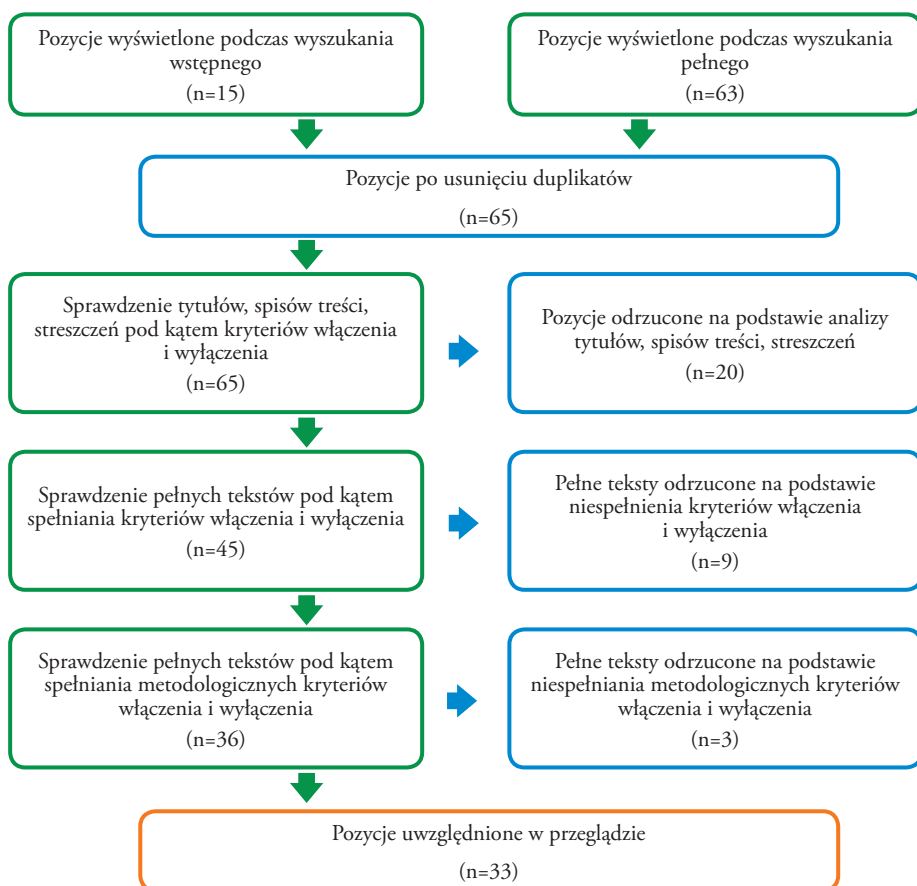 Pozycje wyświetlone podczas wyszukania
wstępnego
(n=15)
Pozycje wyświetlone podczas wyszukania
pełnego
(n=63)
Pozycje po usunięciu duplikatów
(n=65)
Sprawdzenie tytułów, spisów treści,
streszczeń pod kątem kryteriów włączenia
i wyłączenia
(n=65)
Pozycje odrzucone na podstawie analizy
tytułów, spisów treści, streszczeń
(n=20)
Sprawdzenie pełnych tekstów pod kątem
spełniania kryteriów włączenia i wyłączenia
(n=45)
Pełne teksty odrzucone na podstawie
niespełnienia kryteriów włączenia
i wyłączenia
(n=9)
Sprawdzenie pełnych tekstów pod kątem
spełniania metodologicznych kryteriów
włączenia i wyłączenia
(n=36)
Pełne teksty odrzucone na podstawie
niespełniania metodologicznych kryteriów
włączenia i wyłączenia
(n=3)
Pozycje uwzględnione w przeglądzie
(n=33)